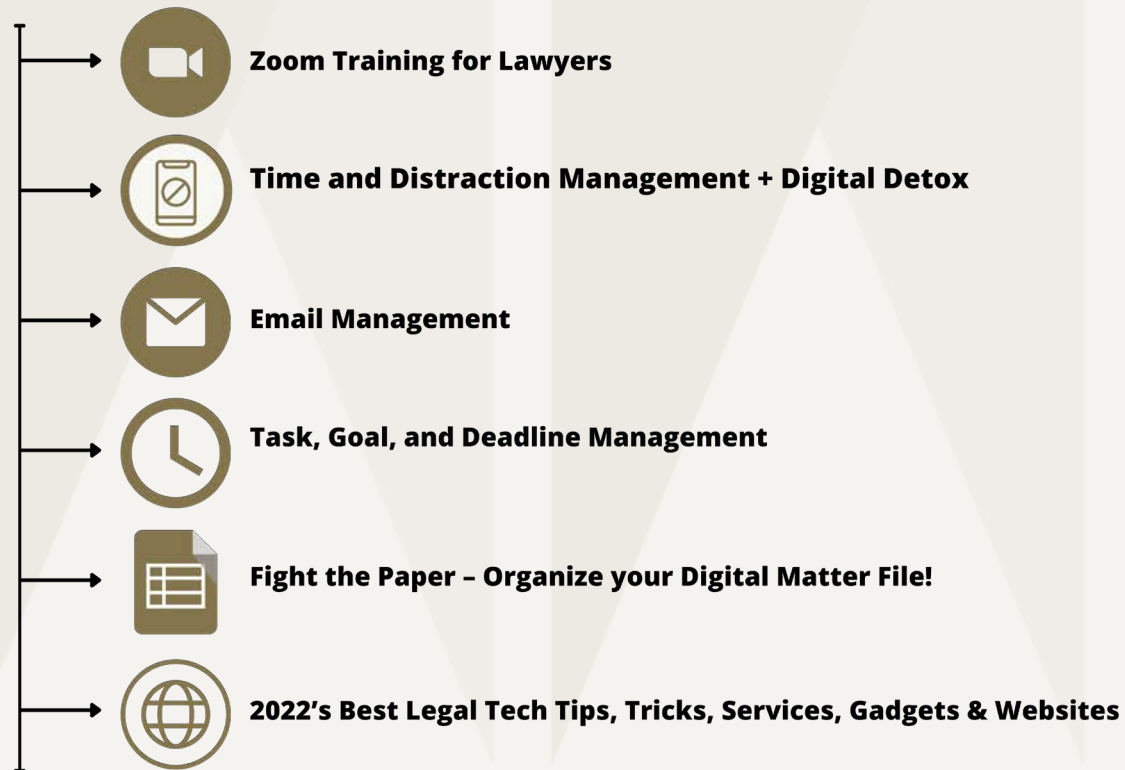 Zoom Training for Lawyers
Time and Distraction Management + Digital Detox
Email Management
Task, Goal, and Deadline Management
Fight the Paper – Organize your Digital Matter File!
2022’s Best Legal Tech Tips, Tricks, Services, Gadgets & Websites